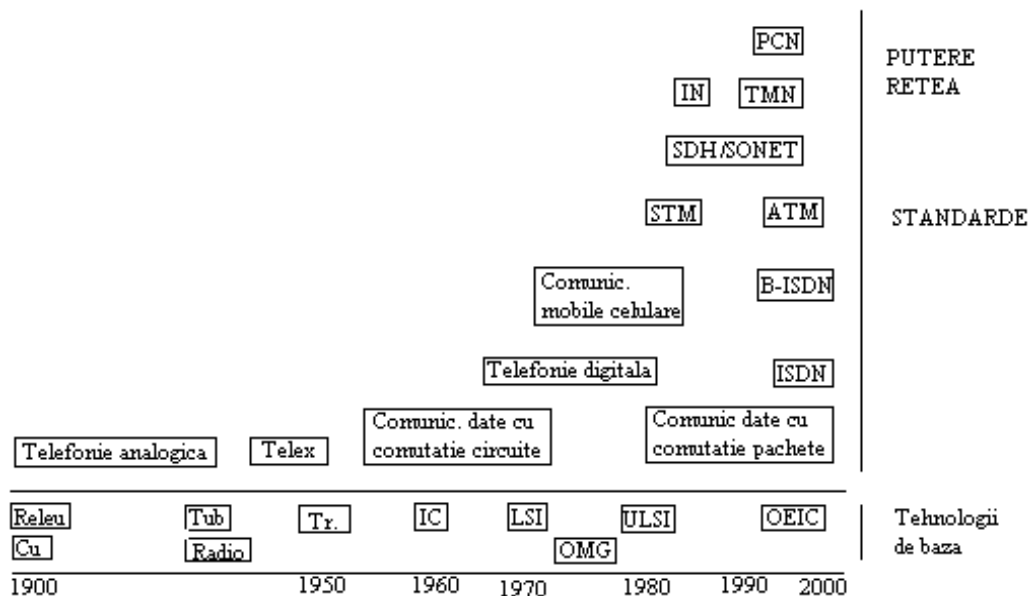 PCN
PUTERE
RETEA
IN TMN
SDH/SONET
STM ATM
STANDARDE
Comunic.
mobile celulare
B-ISDN
Telefonie digitala
ISDN
Comunic. date cu
comutatie circuite
Comunic date cu
comutatie pachete
Telefonie analogica
Telex
Releu Tub Tr. IC LSI ULSI OEIC
Cu Radio OMG
Tehnologii
de baza
1900 1950 1960 1970 1980 1990 2000